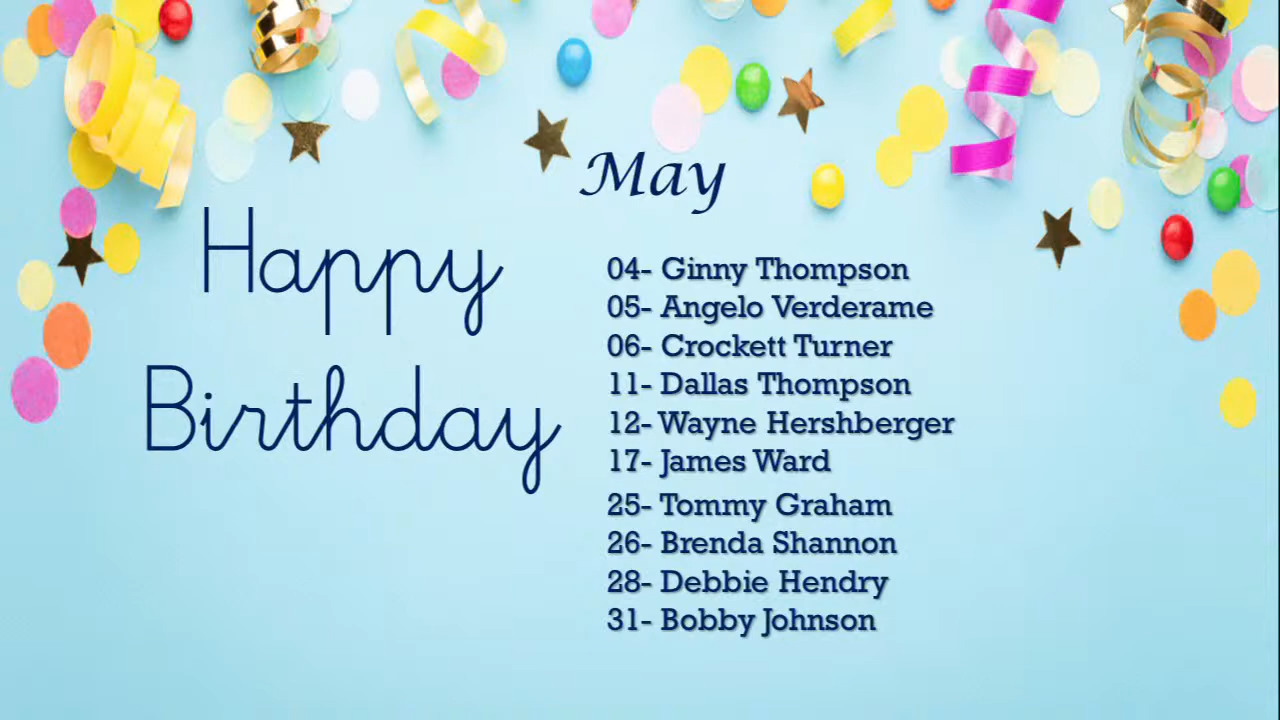 Happy
Birthday
May
04- Ginny Thompson
05- Angelo Verderame
06- Crockett Turner
11- Dallas Thompson
12- Wayne Hershberger
17- James Ward
25- Tommy Graham
26- Brenda Shannon
28- Debbie Hendry
31- Bobby Johnson